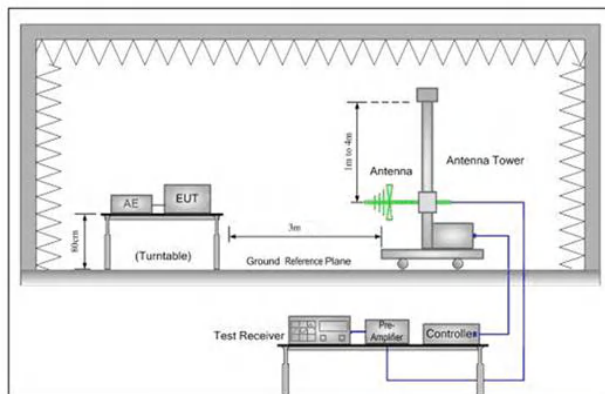 1m to 4m
Antenna
Antenna Tower
AE
EUT
80cm
(Turntable)
3m
Ground Reference Plane
Test Receiver
Pre-
Amplifier
Controller